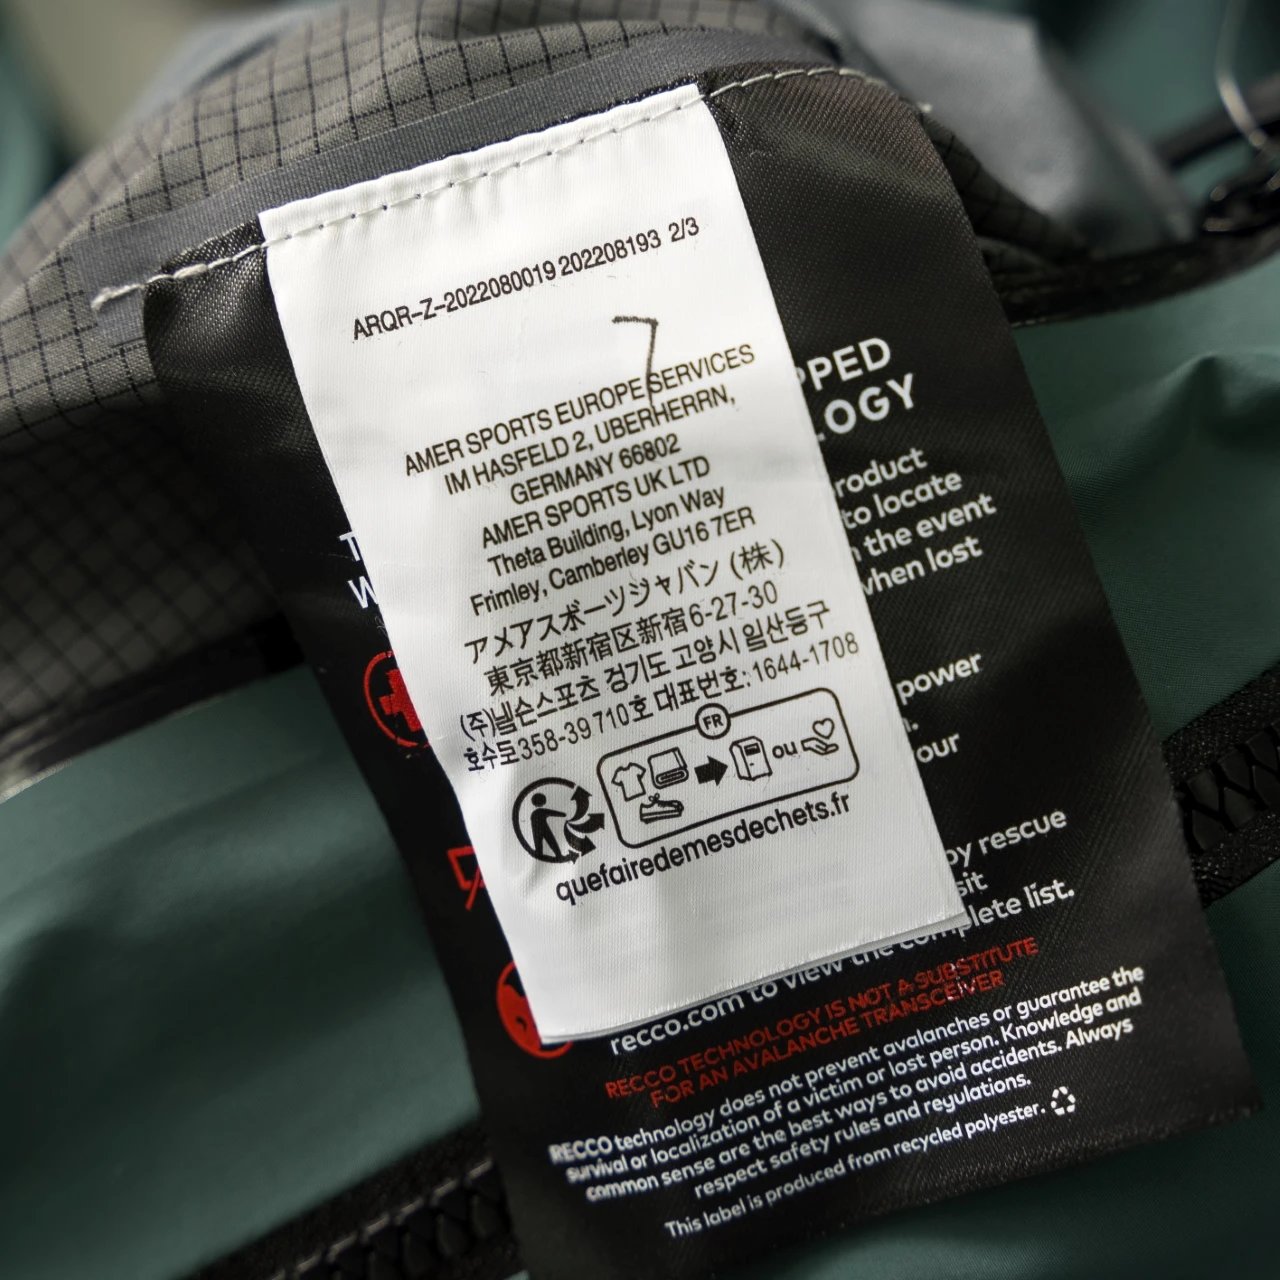 ARQR-Z-2022080019 202208193 2/3
7
AMER SPORTS EUROPE SERVICES
IM HASFELD 2, UBERHERRN,
GERMANY 66802
AMER SPORTS UK LTD
Theta Building, Lyon Way
Frimley, Camberley GU16 7ER
アメアスポーツジャパン (株)
東京都新宿区新宿6-27-30
(주)넬슨스포츠 경기도 고양시 일산동구
호수로358-39 710호 대표번호: 1644-1708
FR
ou
quefairedemesdechets.fr
PPED
LOGY
roduct
to locate
n the event
when lost
power
our
by rescue
sit
plete list.
recco.com to view the complete list.
RECCO TECHNOLOGY IS NOT A SUBSTITUTE
FOR AN AVALANCHE TRANSCEIVER
RECCO technology does not prevent avalanches or guarantee the
survival or localization of a victim or lost person. Knowledge and
common sense are the best ways to avoid accidents. Always
respect safety rules and regulations.
This label is produced from recycled polyester.